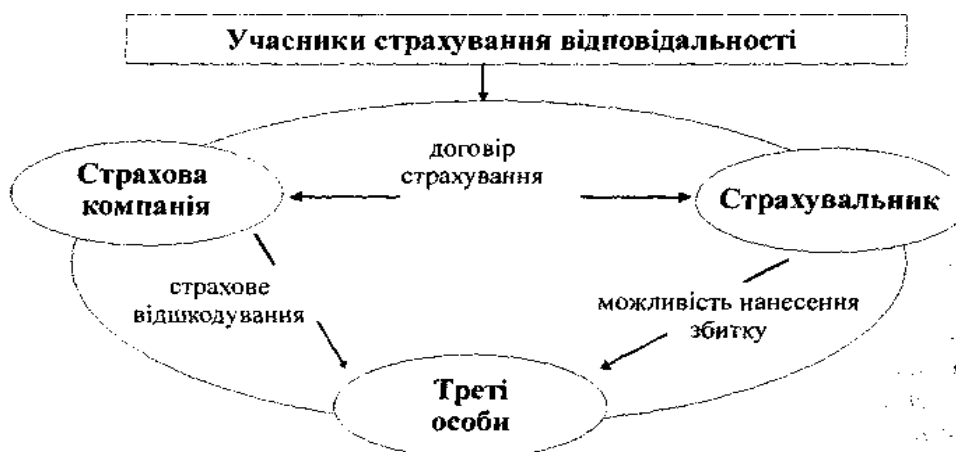 Учасники страхування відповідальності
договір
страхування
Страхова
компанія
Страхувальник
страхове
відшкодування
можливість нанесення
збитку
Треті
особи